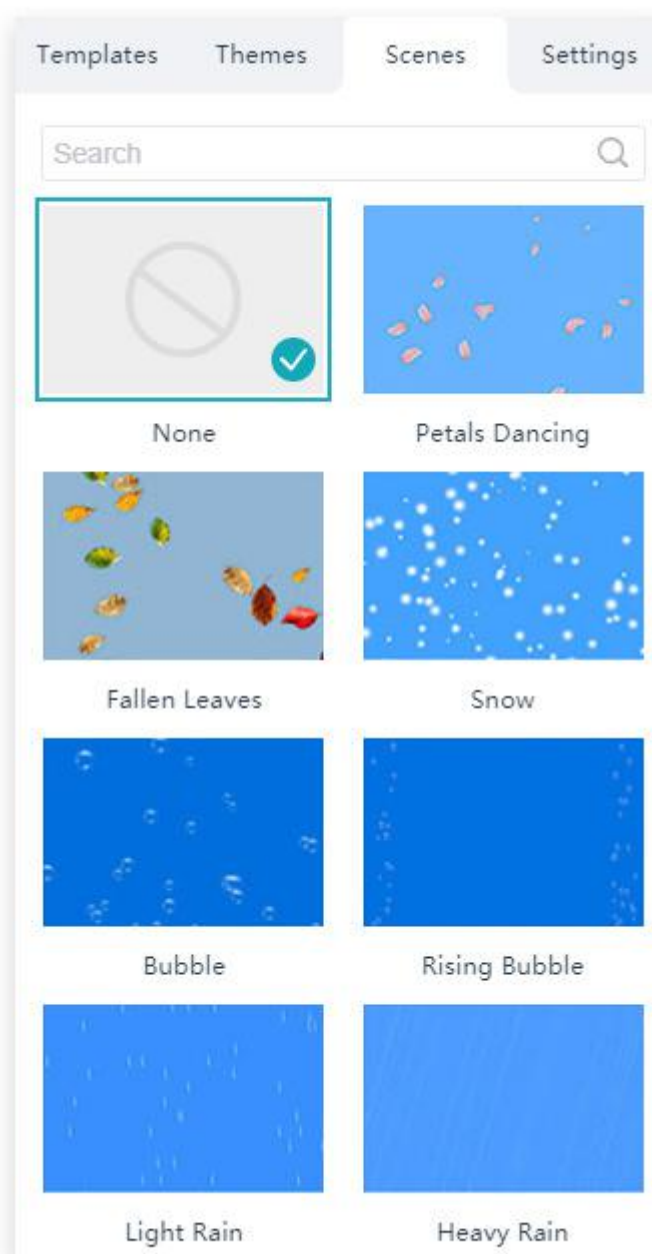 Templates Themes Scenes Settings
Search
None Petals Dancing
Fallen Leaves Snow
Bubble Rising Bubble
Light Rain Heavy Rain